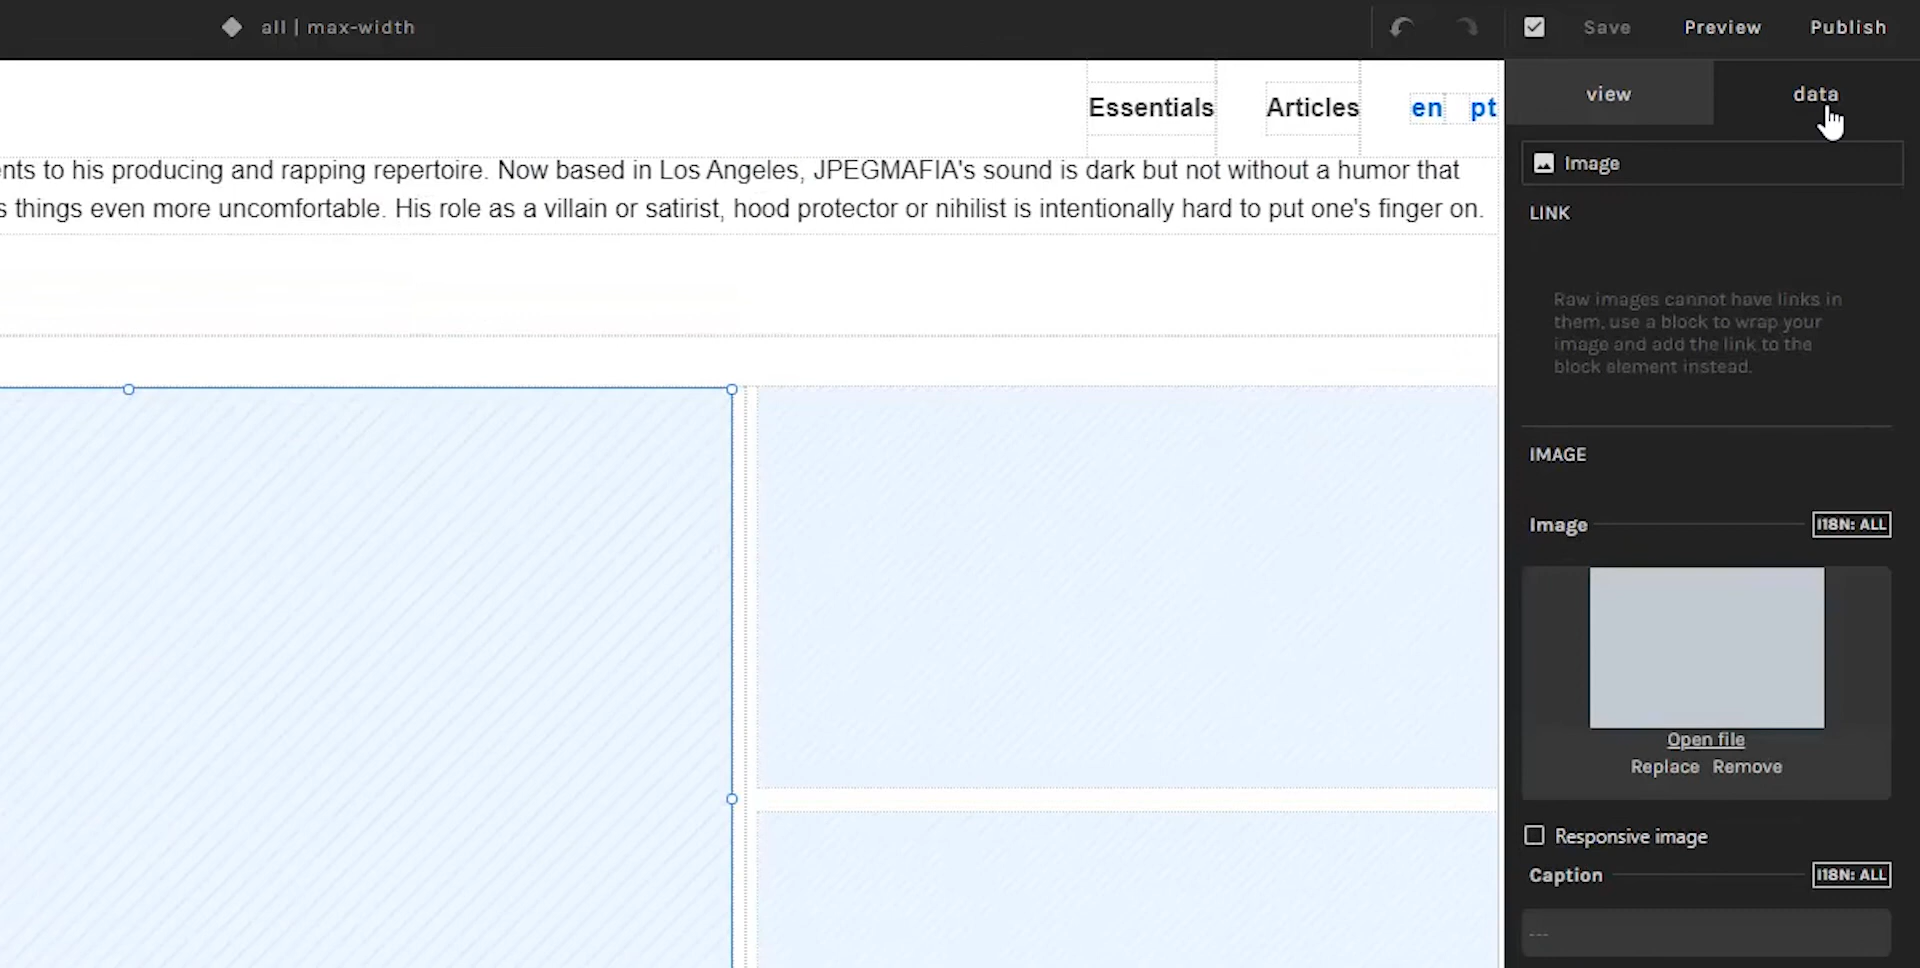 all | max-width
Save Preview Publish
view data
Essentials Articles en pt
nts to his producing and rapping repertoire. Now based in Los Angeles, JPEGMAFIA's sound is dark but not without a humor that
s things even more uncomfortable. His role as a villain or satirist, hood protector or nihilist is intentionally hard to put one's finger on.
Image
LINK
Raw images cannot have links in
them, use a block to wrap your
image and add the link to the
block element instead.
IMAGE
Image I18N: ALL
Open file
Replace Remove
Responsive image
Caption I18N: ALL
---